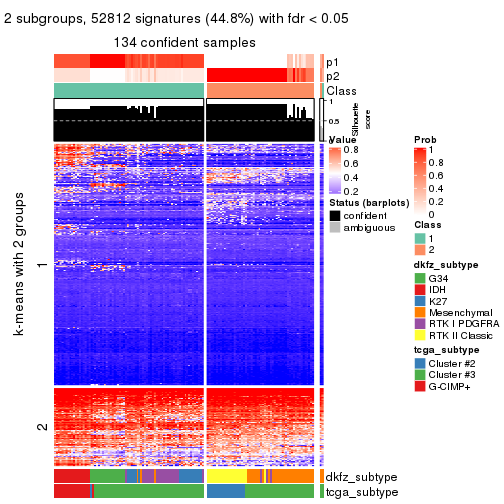 2 subgroups, 52812 signatures (44.8%) with fdr < 0.05
134 confident samples
p1
p2
Class
1
0.5
0
Silhouette
score
k-means with 2 groups
1
2
Value
0.8
0.6
0.4
0.2
Status (barplots)
confident
ambiguous
Prob
1
0.8
0.6
0.4
0.2
0
Class
1
2
dkfz_subtype
G34
IDH
K27
Mesenchymal
RTK I PDGFRA
RTK II Classic
tcga_subtype
Cluster #2
Cluster #3
G-CIMP+
dkfz_subtype
tcga_subtype